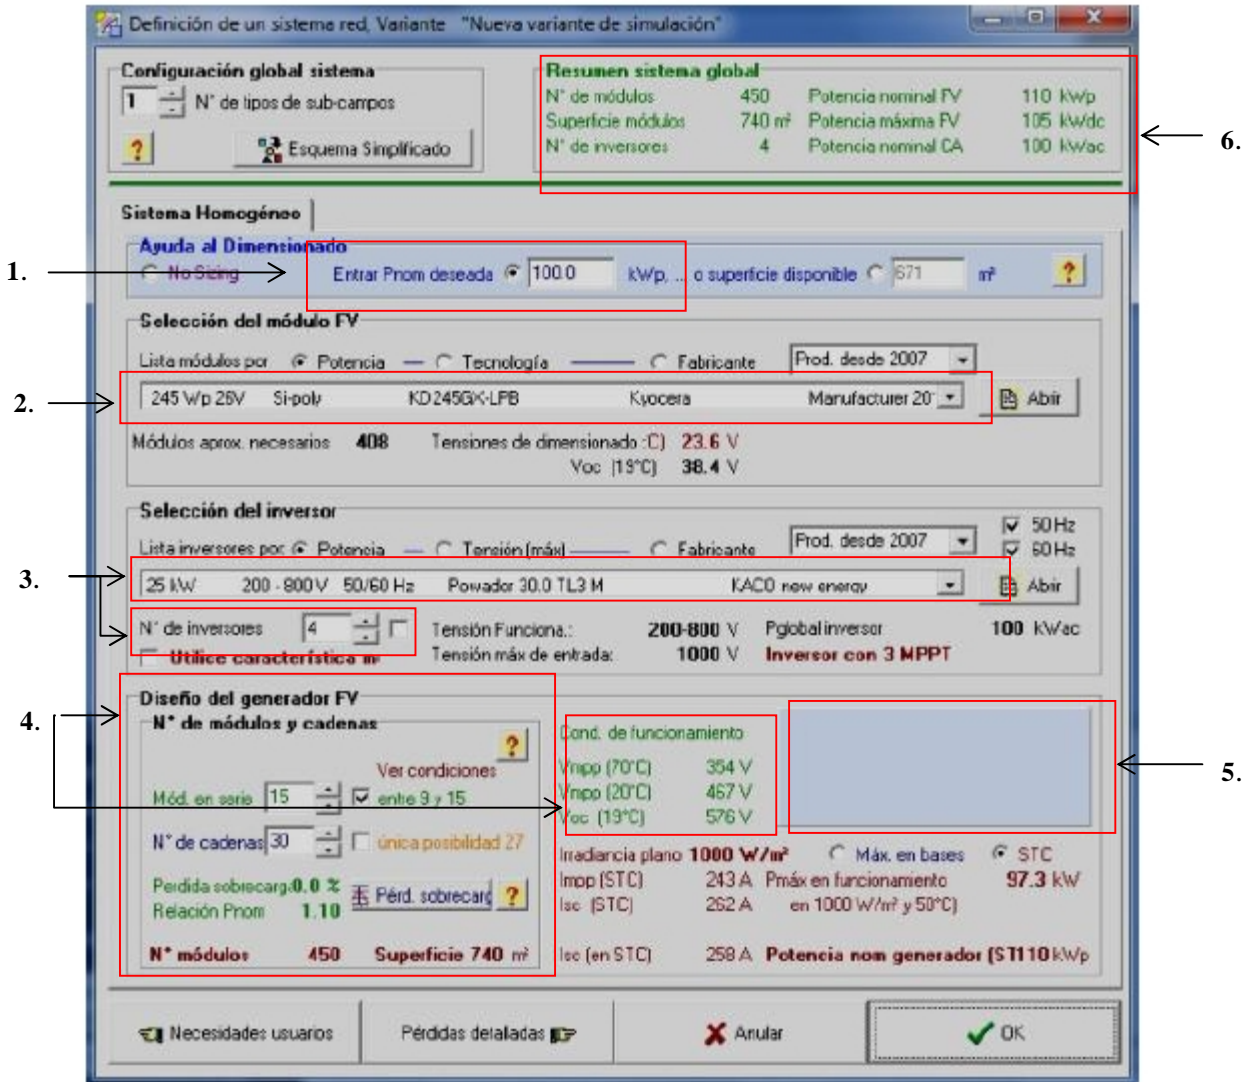 Definición de un sistema red, Variante "Nueva variante de simulación"
Configuración global sistema
1 N° de tipos de sub-campos
? Esquema Simplificado
Resumen sistema global
N° de módulos 450 Potencia nominal FV 110 kWp
Superficie módulos 740 m² Potencia máxima FV 105 kWdc
N° de inversores 4 Potencia nominal CA 100 kWac
6.
Sistema Homogéneo
Ayuda al Dimensionado
1. No Sizing Entrar Pnom deseada 100.0 kWp, ... o superficie disponible 671 m² ?
Selección del módulo FV
Lista módulos por Potencia Tecnología Fabricante Prod. desde 2007
2. 245 Wp 26V Si-poly KD245GX-LPB Kyocera Manufacturer 20 Abrir
Módulos aprox. necesarios 408 Tensiones de dimensionado :C) 23.6 V
Voc (19°C) 38.4 V
Selección del inversor
50 Hz
Lista inversores por: Potencia Tensión (máx) Fabricante Prod. desde 2007 60 Hz
3. 25 kW 200 - 800 V 50/60 Hz Powador 30.0 TL3 M KACO new energy Abrir
N° de inversores 4 Tensión Funciona.: 200-800 V Pglobal inversor 100 kWac
Utilice característica m Tensión máx de entrada: 1000 V Inversor con 3 MPPT
Diseño del generador FV
4. N° de módulos y cadenas
?
Ver condiciones
Mód. en serie 15 entre 9 y 15
N° de cadenas 30 única posibilidad 27
Perdida sobrecarga 0.0 % Pérd. sobrecarg ?
Relación Pnom 1.10
N° módulos 450 Superficie 740 m²
Cond. de funcionamiento
Vmpp (70°C) 354 V
Vmpp (20°C) 467 V
Voc (19°C) 576 V
5.
Irradiancia plano 1000 W/m² Máx. en bases STC
Impp (STC) 243 A Pmáx en funcionamiento 97.3 kW
Isc (STC) 262 A en 1000 W/m² y 50°C)
Isc (en STC) 258 A Potencia nom generador (ST 110 kWp
Necesidades usuarios Pérdidas detalladas Anular OK